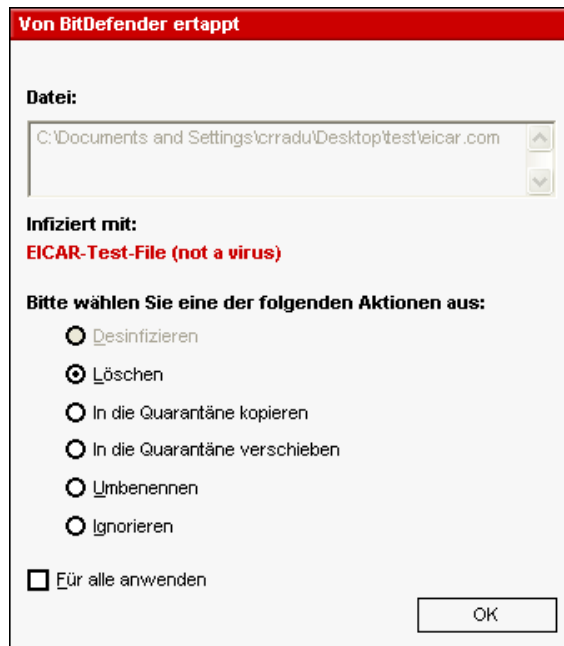 Von BitDefender ertappt
Datei:
C:\Documents and Settings\crradu\Desktop\test\eicar.com
Infiziert mit:
EICAR-Test-File (not a virus)
Bitte wählen Sie eine der folgenden Aktionen aus:
Desinfizieren
Löschen
In die Quarantäne kopieren
In die Quarantäne verschieben
Umbenennen
Ignorieren
Für alle anwenden
OK